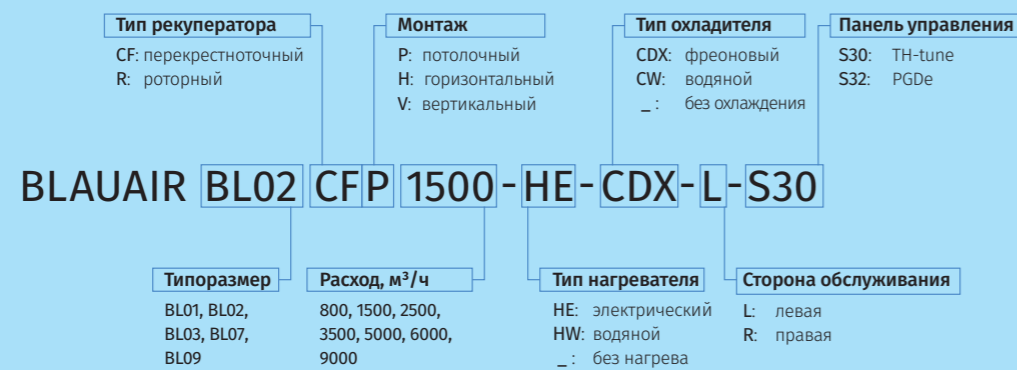 Тип рекуператора
CF: перекрестноточный
R: роторный
Монтаж
P: потолочный
H: горизонтальный
V: вертикальный
Тип охладителя
CDX: фреоновый
CW: водяной
_ : без охлаждения
Панель управления
S30: TH-tune
S32: PGDe
BLAUAIR BL02 CFP 1500-HE-CDX-L-S30
Типоразмер
BL01, BL02,
BL03, BL07,
BL09
Расход, м³/ч
800, 1500, 2500,
3500, 5000, 6000,
9000
Тип нагревателя
HE: электрический
HW: водяной
_ : без нагрева
Сторона обслуживания
L: левая
R: правая